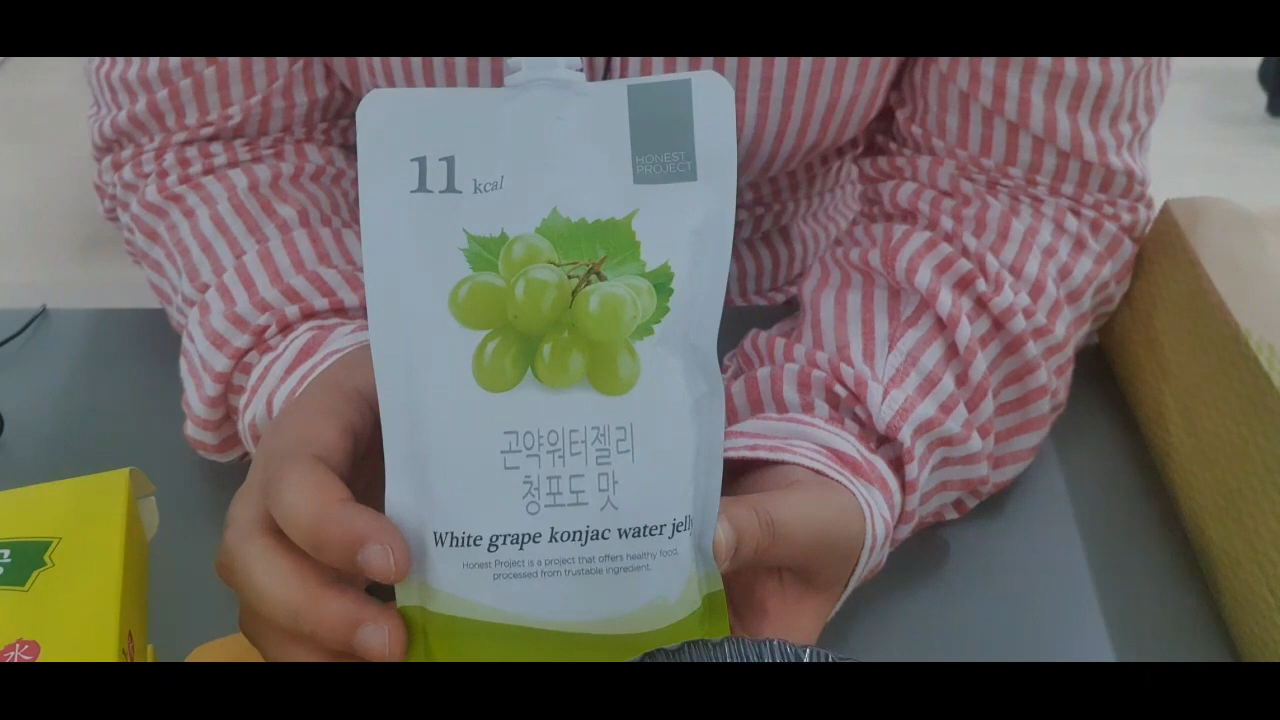 11 kcal
HONEST
PROJECT
곤약워터젤리
청포도 맛
White grape konjac water jelly
Honest Project is a project that offers healthy food,
processed from trustable ingredient.
水